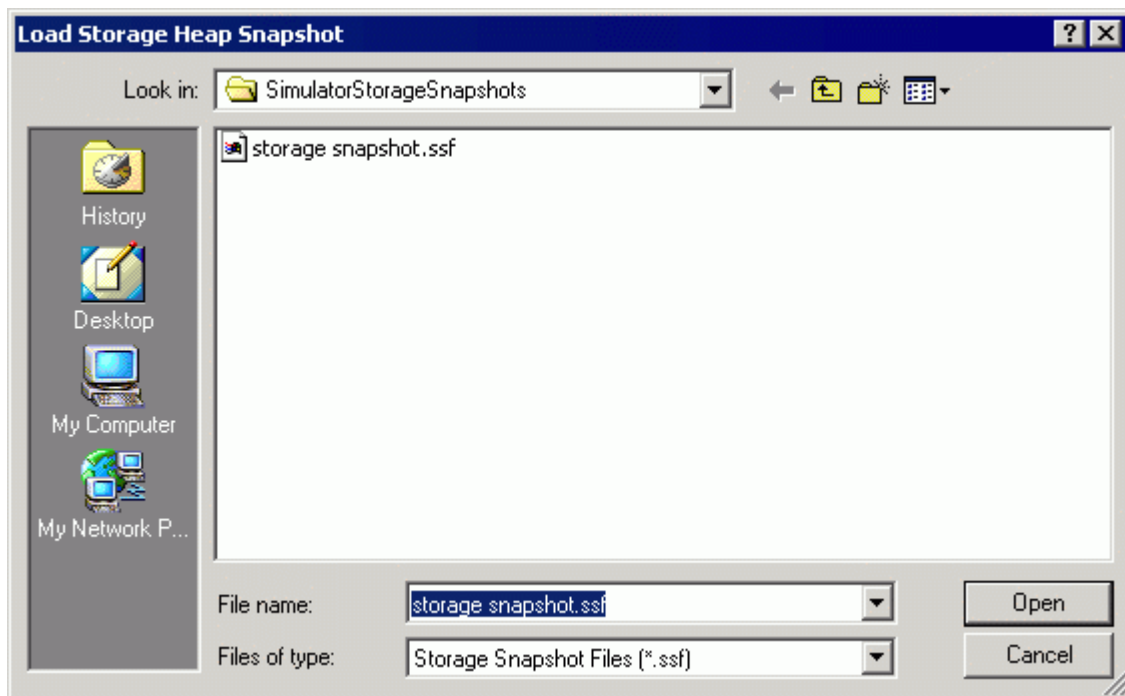 Load Storage Heap Snapshot
Look in: SimulatorStorageSnapshots
storage snapshot.ssf
History
Desktop
My Computer
My Network P...
File name: storage snapshot.ssf Open
Files of type: Storage Snapshot Files (*.ssf) Cancel